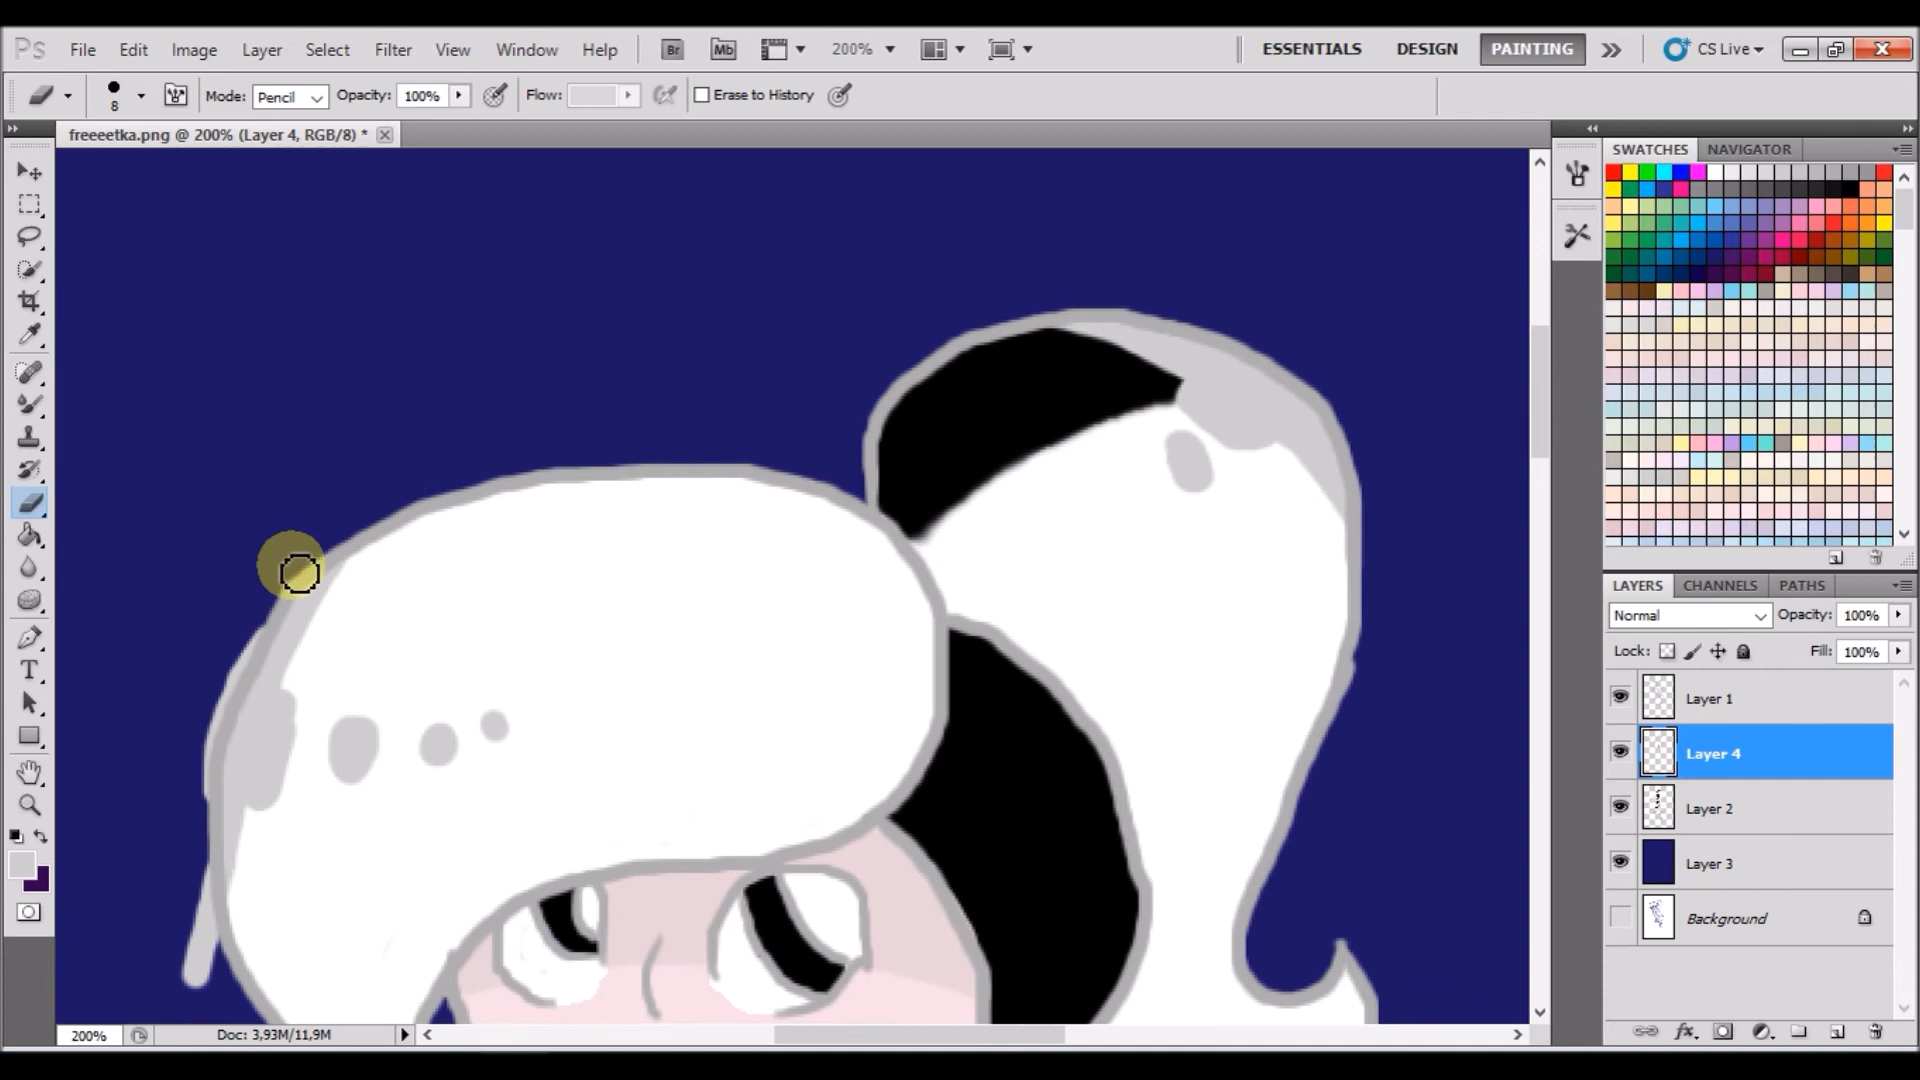 Ps File Edit Image Layer Select Filter View Window Help Br Mb 200% ESSENTIALS DESIGN PAINTING CS Live
8 Mode: Pencil Opacity: 100% Flow: Erase to History
freeeetka.png @ 200% (Layer 4, RGB/8) *
SWATCHES NAVIGATOR
LAYERS CHANNELS PATHS
Normal Opacity: 100%
Lock: Fill: 100%
Layer 1
Layer 4
Layer 2
Layer 3
Background
T
fx
200% Doc: 3,93M/11,9M